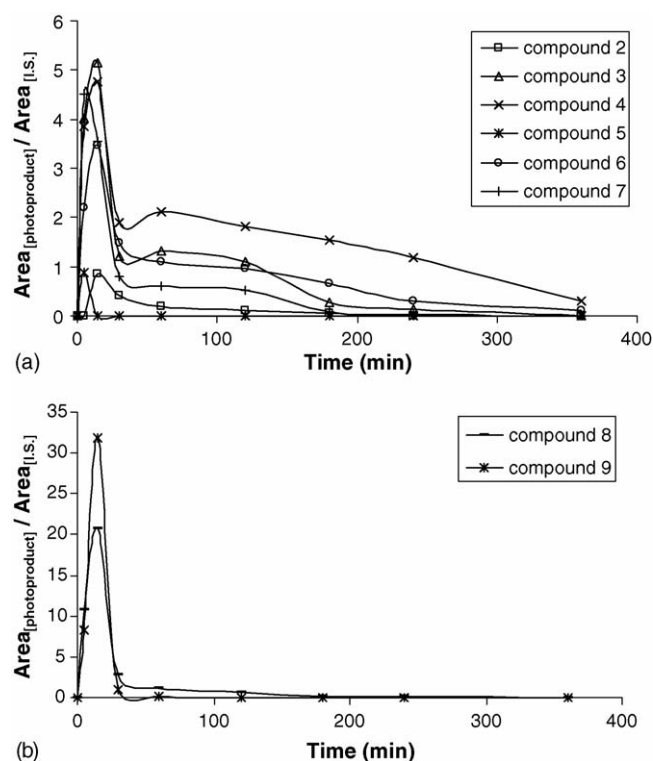 6
5
4
3
2
1
0
Area[photoproduct] / Area[I.S.]
0
100
200
300
400
Time (min)
(a)
compound 2
compound 3
compound 4
compound 5
compound 6
compound 7
35
30
25
20
15
10
5
0
Area[photoproduct] / Area[I.S.]
0
100
200
300
400
Time (min)
(b)
compound 8
compound 9